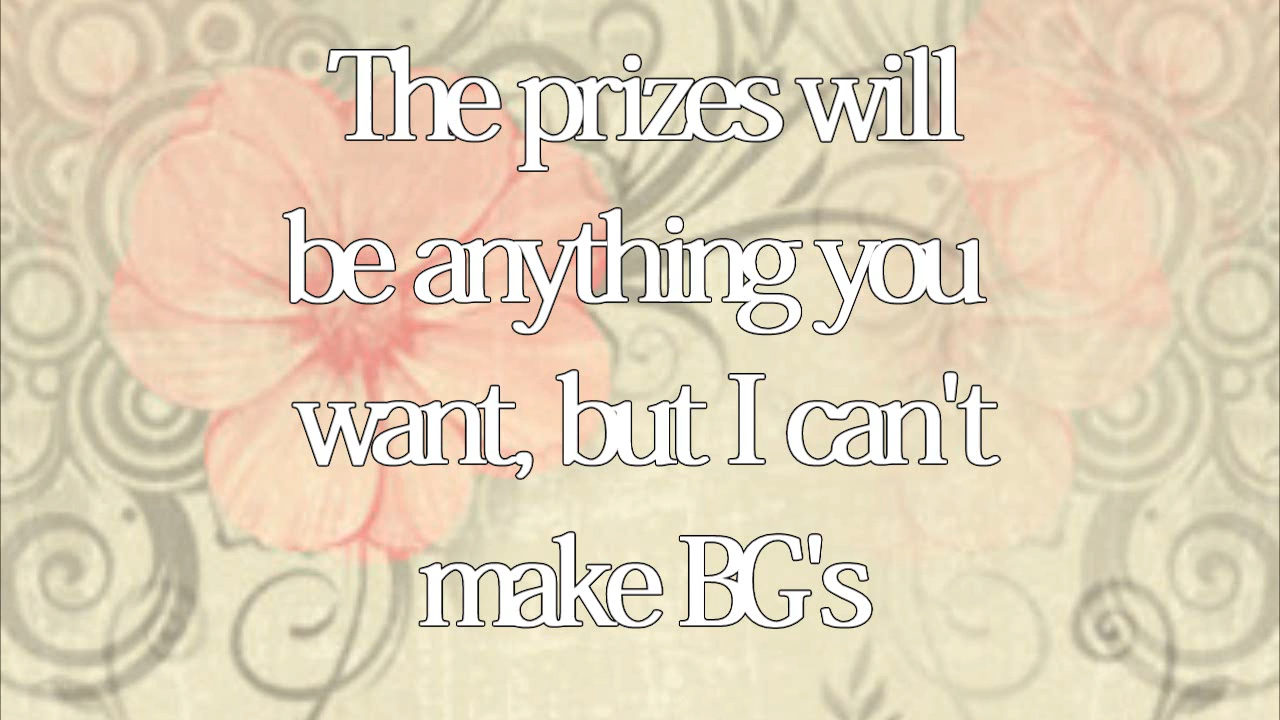 The prizes will
be anything you
want, but I can't
make BG's